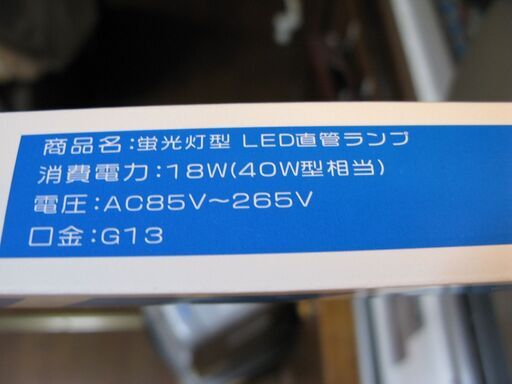 商品名:蛍光灯型 LED直管ランプ
消費電力:18W(40W型相当)
電圧:AC85V～265V
口金:G13